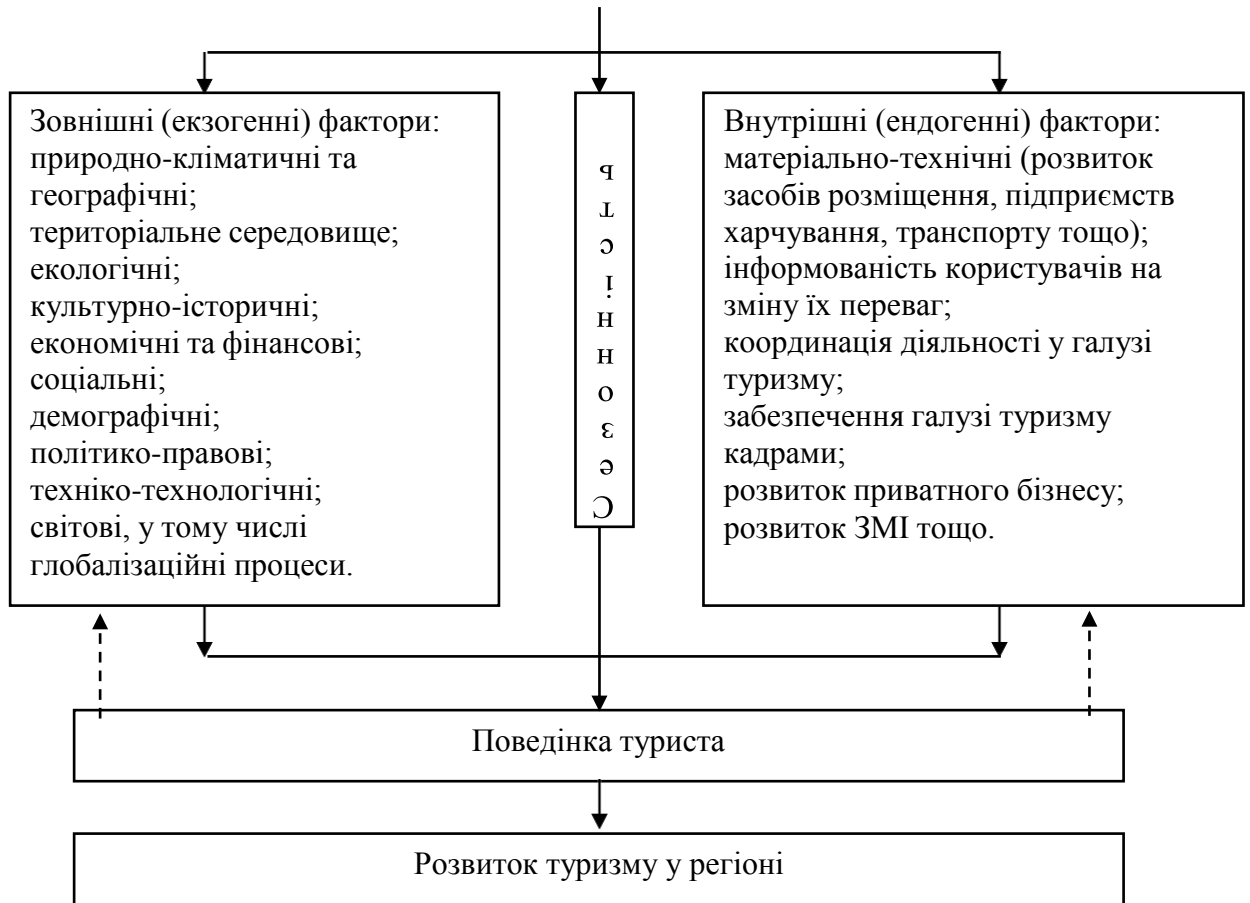 Зовнішні (екзогенні) фактори:
природно-кліматичні та
географічні;
територіальне середовище;
екологічні;
культурно-історичні;
економічні та фінансові;
соціальні;
демографічні;
політико-правові;
техніко-технологічні;
світові, у тому числі
глобалізаційні процеси.
Сезонність
Внутрішні (ендогенні) фактори:
матеріально-технічні (розвиток
засобів розміщення, підприємств
харчування, транспорту тощо);
інформованість користувачів на
зміну їх переваг;
координація діяльності у галузі
туризму;
забезпечення галузі туризму
кадрами;
розвиток приватного бізнесу;
розвиток ЗМІ тощо.
Поведінка туриста
Розвиток туризму у регіоні